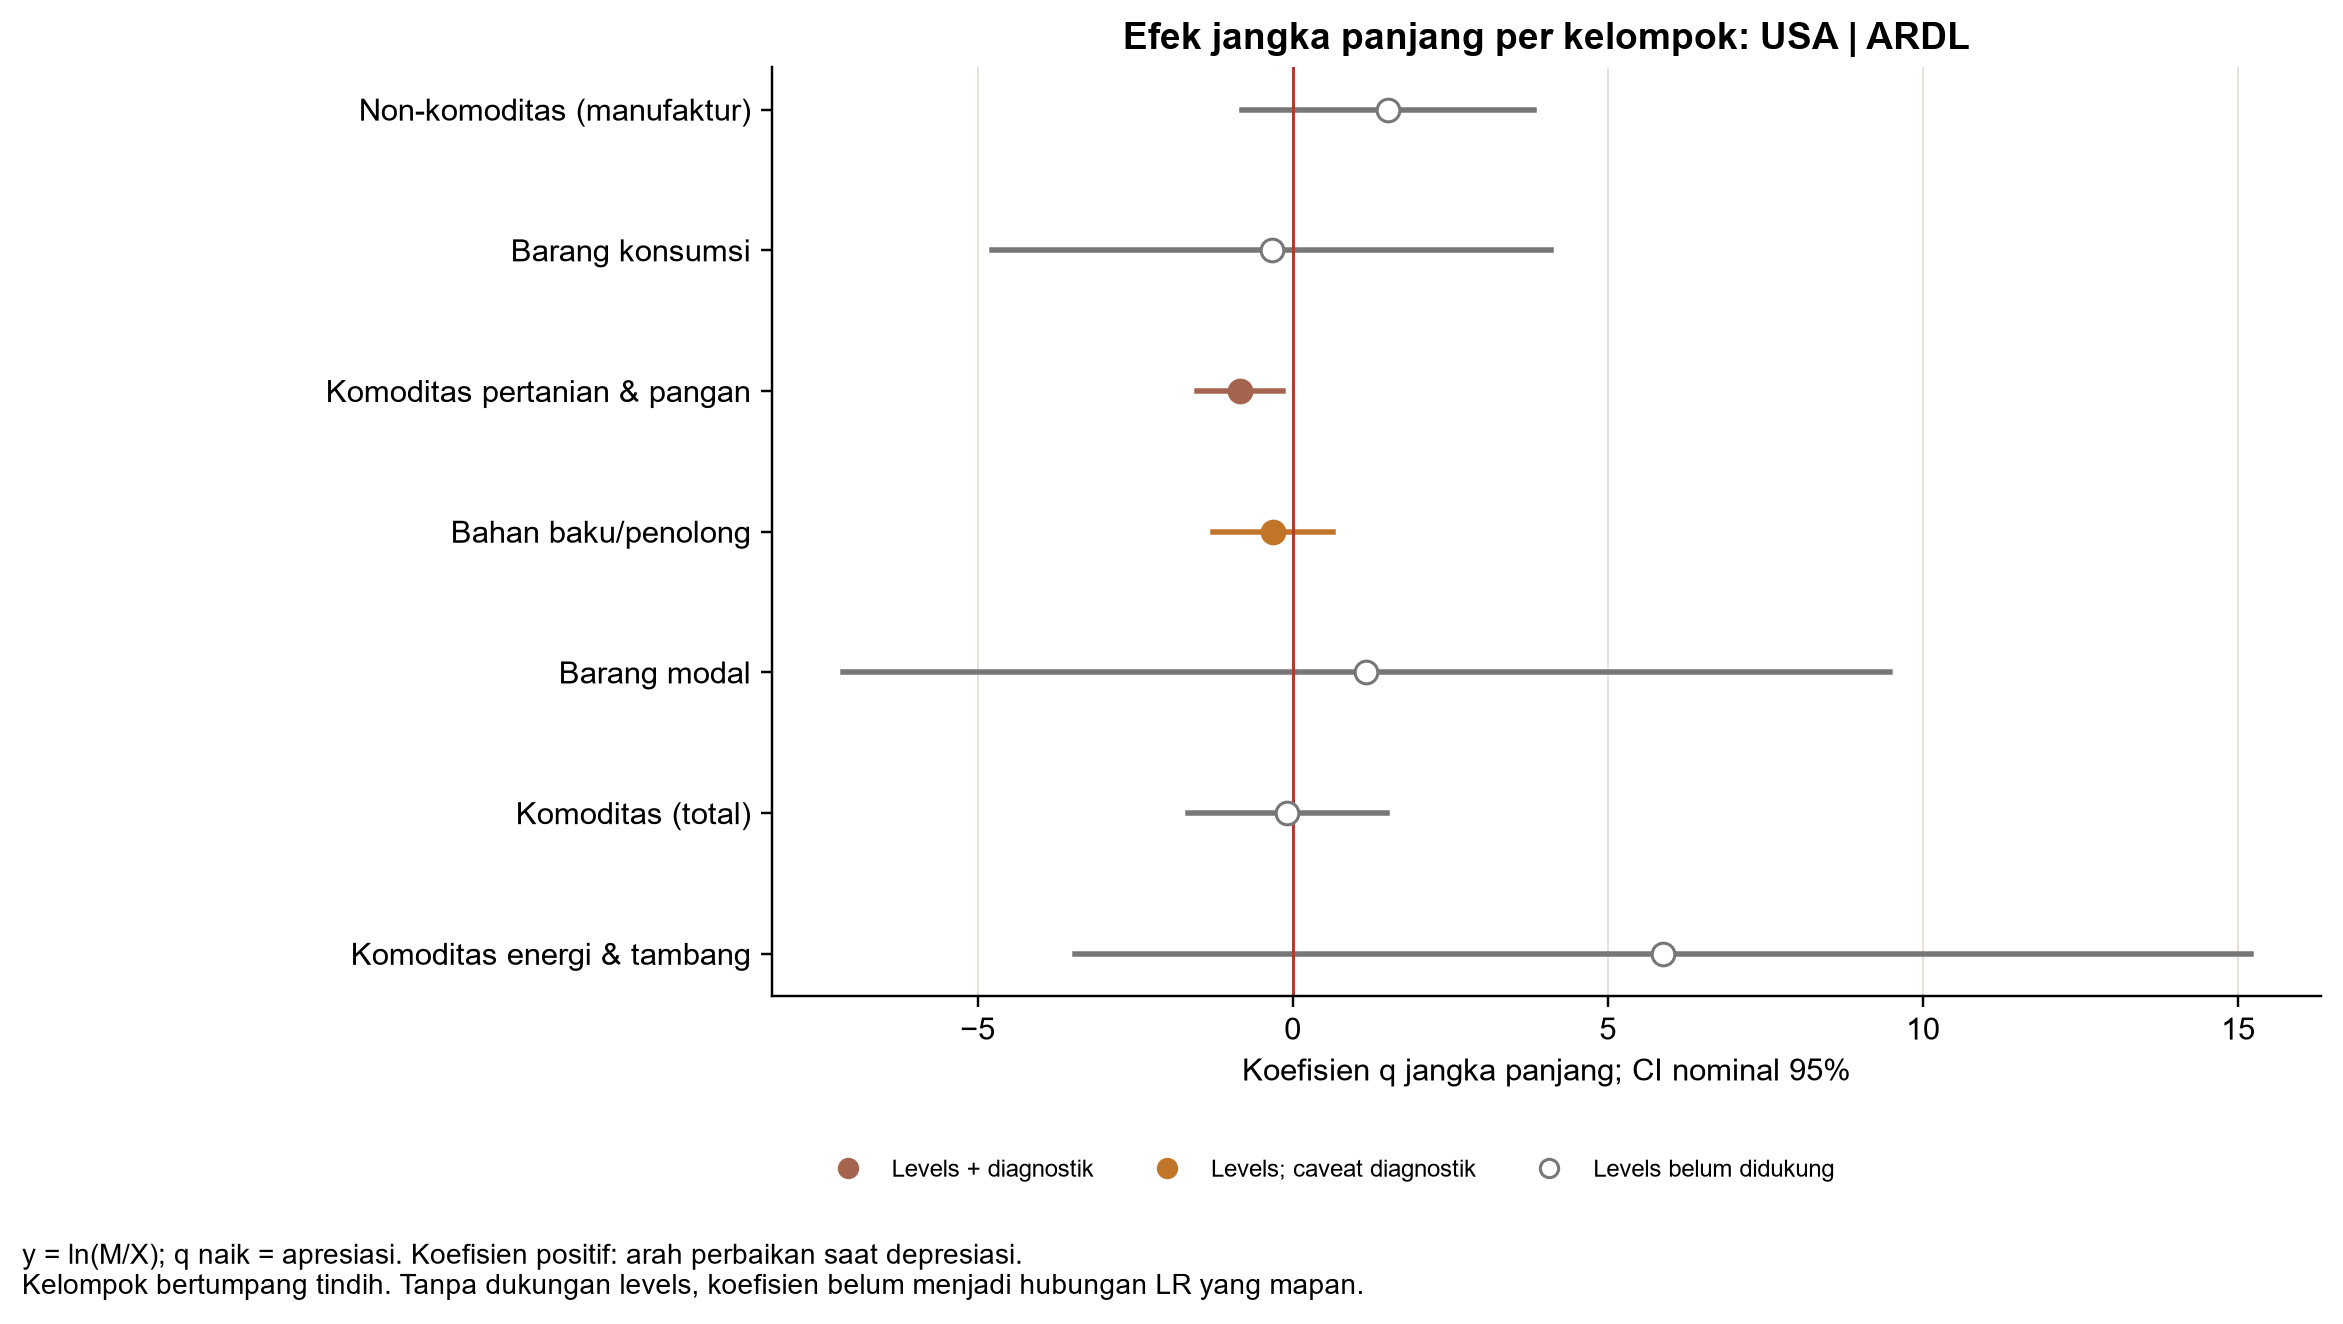 Efek jangka panjang per kelompok: USA | ARDL
Non-komoditas (manufaktur)
Barang konsumsi
Komoditas pertanian & pangan
Bahan baku/penolong
Barang modal
Komoditas (total)
Komoditas energi & tambang
−5 0 5 10 15
Koefisien q jangka panjang; CI nominal 95%
Levels + diagnostik Levels; caveat diagnostik Levels belum didukung
y = ln(M/X); q naik = apresiasi. Koefisien positif: arah perbaikan saat depresiasi.
Kelompok bertumpang tindih. Tanpa dukungan levels, koefisien belum menjadi hubungan LR yang mapan.